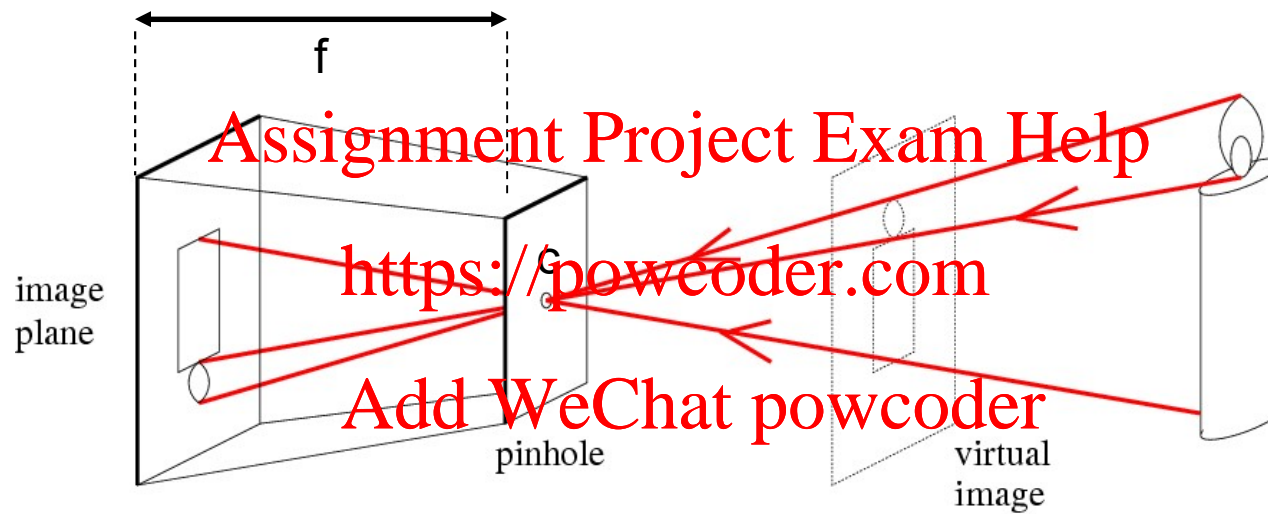 f
Assignment Project Exam Help
C
https://powcoder.com
image
plane
Add WeChat powcoder
pinhole
virtual
image